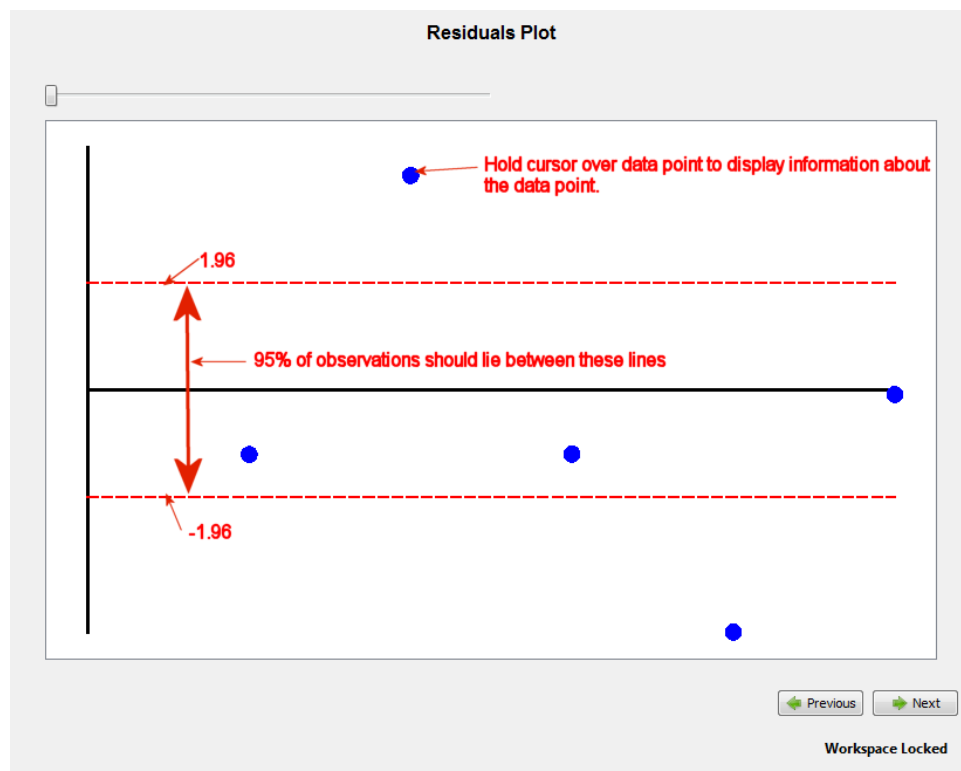 Residuals Plot
Hold cursor over data point to display information about
the data point.
1.96
95% of observations should lie between these lines
-1.96
Previous
Next
Workspace Locked